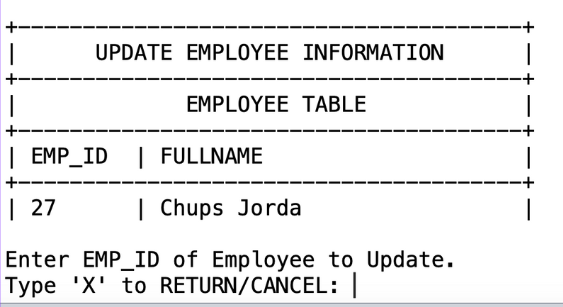 +---------------------------------------+
| UPDATE EMPLOYEE INFORMATION |
+---------------------------------------+
| EMPLOYEE TABLE |
+---------------------------------------+
| EMP_ID | FULLNAME |
+---------------------------------------+
| 27 | Chups Jorda |
Enter EMP_ID of Employee to Update.
Type 'X' to RETURN/CANCEL: